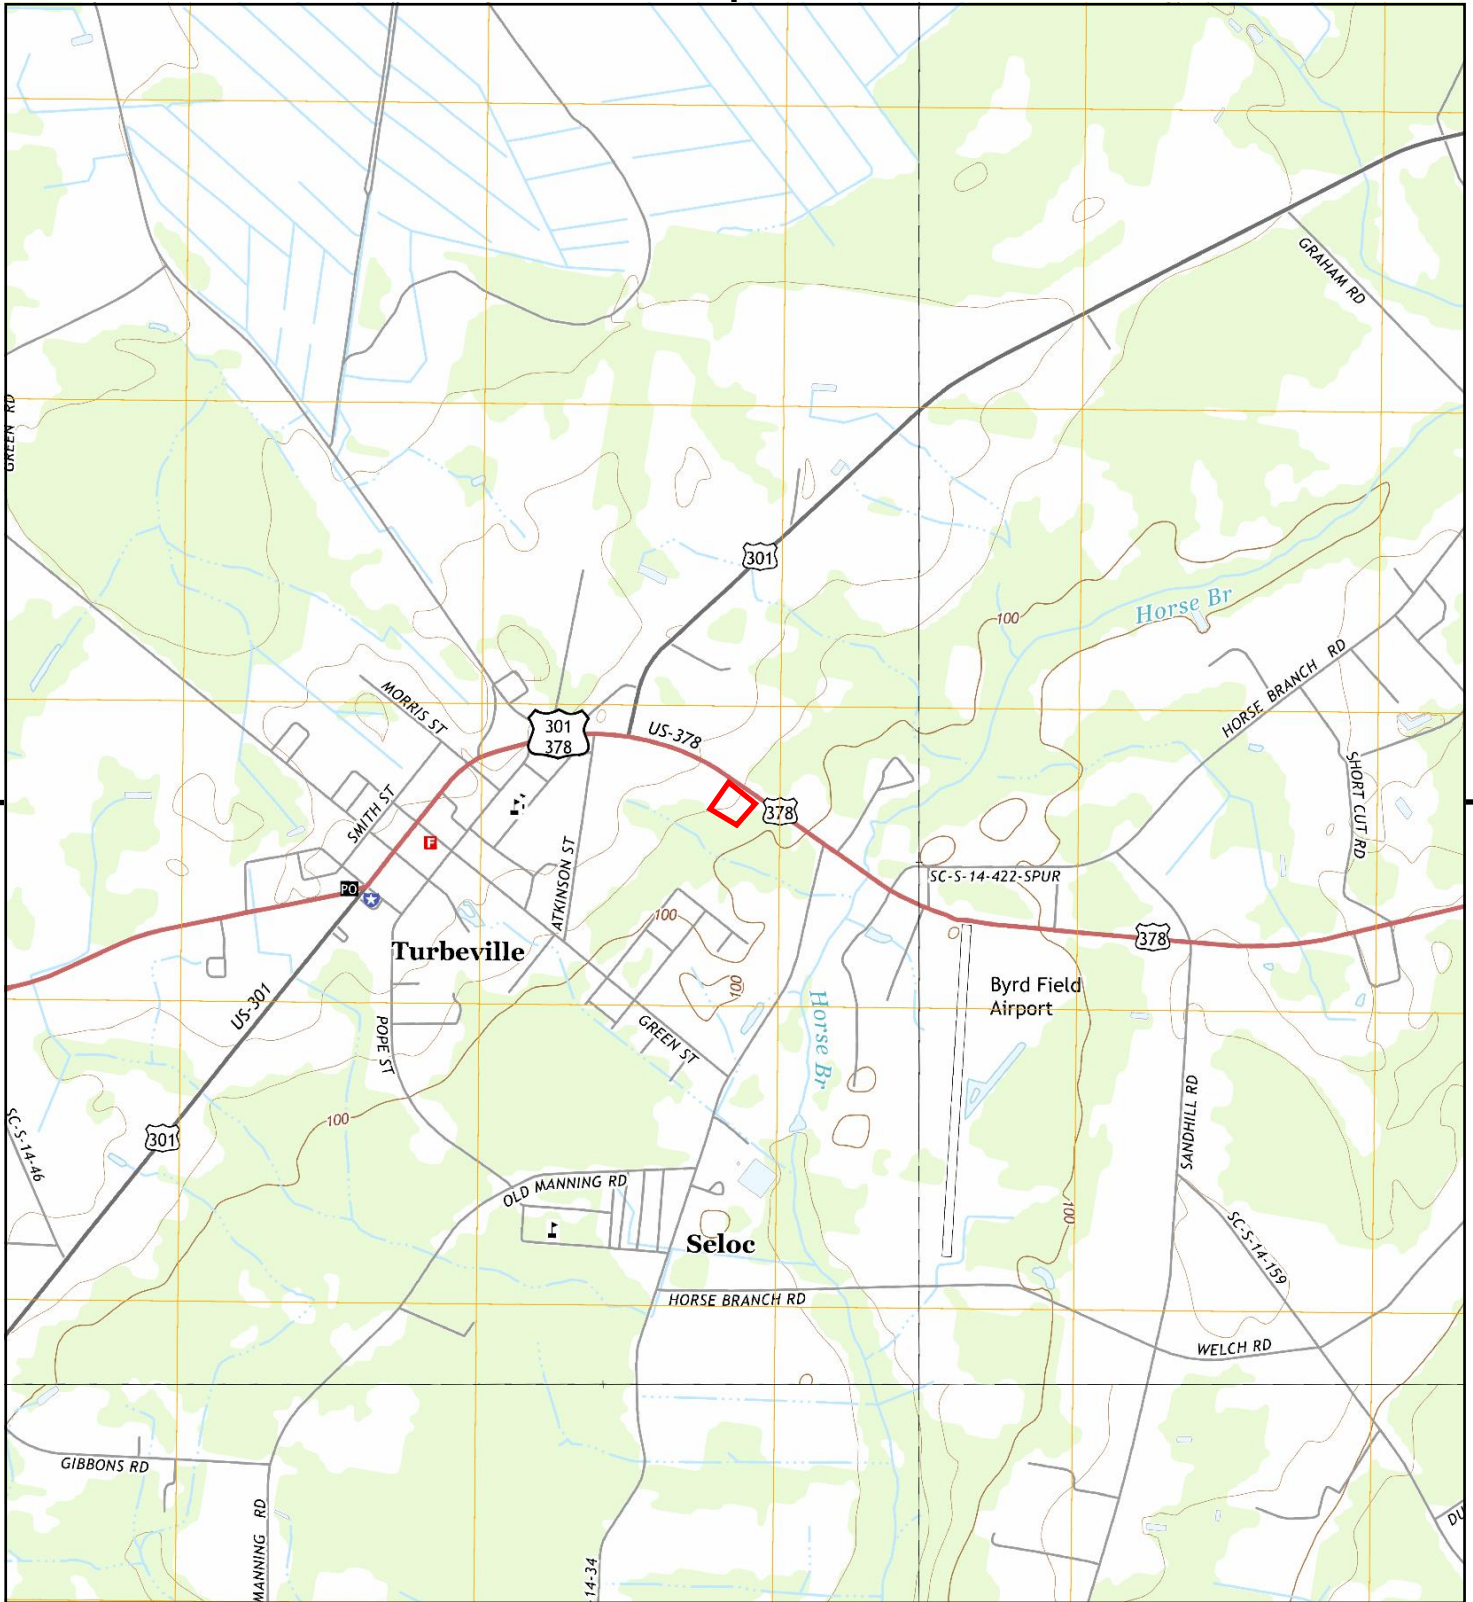 GRAHAM RD
GREEN RD
301
Horse Br
100
HORSE BRANCH RD
MORRIS ST
301
378
US-378
SHORT CUT RD
SMITH ST
378
F
ATKINSON ST
SC-S-14-422-SPUR
PO
100
Turbeville
378
100
Byrd Field
Airport
US-301
POPE ST
GREEN ST
Horse Br
SANDHILL RD
SC-S-14-46
100
301
OLD MANNING RD
100
SC-S-14-159
Seloc
HORSE BRANCH RD
WELCH RD
GIBBONS RD
MANNING RD
14-34
DU